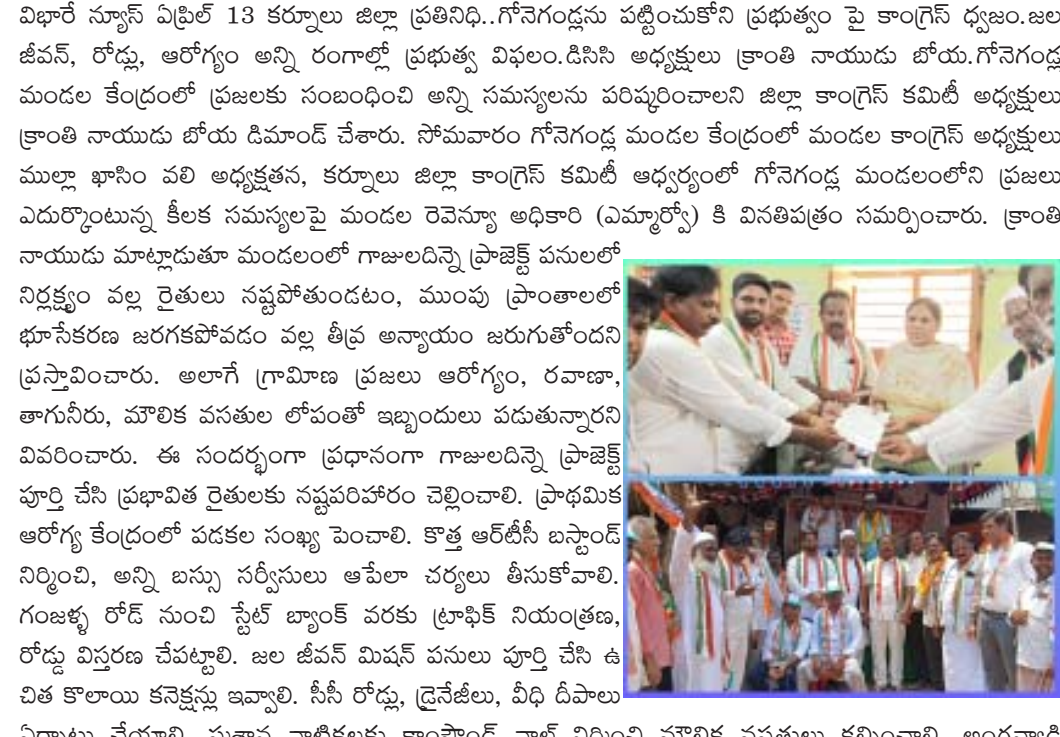 విభారే న్యూస్ ఏప్రిల్ 13 కర్నూలు జిల్లా ప్రతినిధి..గోనెగండ్లను పట్టించుకోని ప్రభుత్వం పై కాంగ్రెస్ ధ్వజం.జల
జీవన్, రోడ్లు, ఆరోగ్యం అన్ని రంగాల్లో ప్రభుత్వ విఫలం.డిసిసి అధ్యక్షులు క్రాంతి నాయుడు బోయ.గోనెగండ్ల
మండల కేంద్రంలో ప్రజలకు సంబంధించి అన్ని సమస్యలను పరిష్కరించాలని జిల్లా కాంగ్రెస్ కమిటీ అధ్యక్షులు
క్రాంతి నాయుడు బోయ డిమాండ్ చేశారు. సోమవారం గోనెగండ్ల మండల కేంద్రంలో మండల కాంగ్రెస్ అధ్యక్షులు
ముల్లా ఖాసిం వలి అధ్యక్షతన, కర్నూలు జిల్లా కాంగ్రెస్ కమిటీ ఆధ్వర్యంలో గోనెగండ్ల మండలంలోని ప్రజలు
ఎదుర్కొంటున్న కీలక సమస్యలపై మండల రెవెన్యూ అధికారి (ఎమ్మార్వో) కి వినతిపత్రం సమర్పించారు. క్రాంతి
నాయుడు మాట్లాడుతూ మండలంలో గాజులదిన్నె ప్రాజెక్ట్ పనులలో
నిర్లక్ష్యం వల్ల రైతులు నష్టపోతుండటం, ముంపు ప్రాంతాలలో
భూసేకరణ జరగకపోవడం వల్ల తీవ్ర అన్యాయం జరుగుతోందని
ప్రస్తావించారు. అలాగే గ్రామీణ ప్రజలు ఆరోగ్యం, రవాణా,
తాగునీరు, మౌలిక వసతుల లోపంతో ఇబ్బందులు పడుతున్నారని
వివరించారు. ఈ సందర్భంగా ప్రధానంగా గాజులదిన్నె ప్రాజెక్ట్
పూర్తి చేసి ప్రభావిత రైతులకు నష్టపరిహారం చెల్లించాలి. ప్రాథమిక
ఆరోగ్య కేంద్రంలో పడకల సంఖ్య పెంచాలి. కొత్త ఆర్‌టీసీ బస్టాండ్
నిర్మించి, అన్ని బస్సు సర్వీసులు ఆపేలా చర్యలు తీసుకోవాలి.
గంజళ్ళ రోడ్ నుంచి స్టేట్ బ్యాంక్ వరకు ట్రాఫిక్ నియంత్రణ,
రోడ్డు విస్తరణ చేపట్టాలి. జల జీవన్ మిషన్ పనులు పూర్తి చేసి ఉ
చిత కొలాయి కనెక్షన్లు ఇవ్వాలి. సీసీ రోడ్లు, డ్రైనేజీలు, వీధి దీపాలు